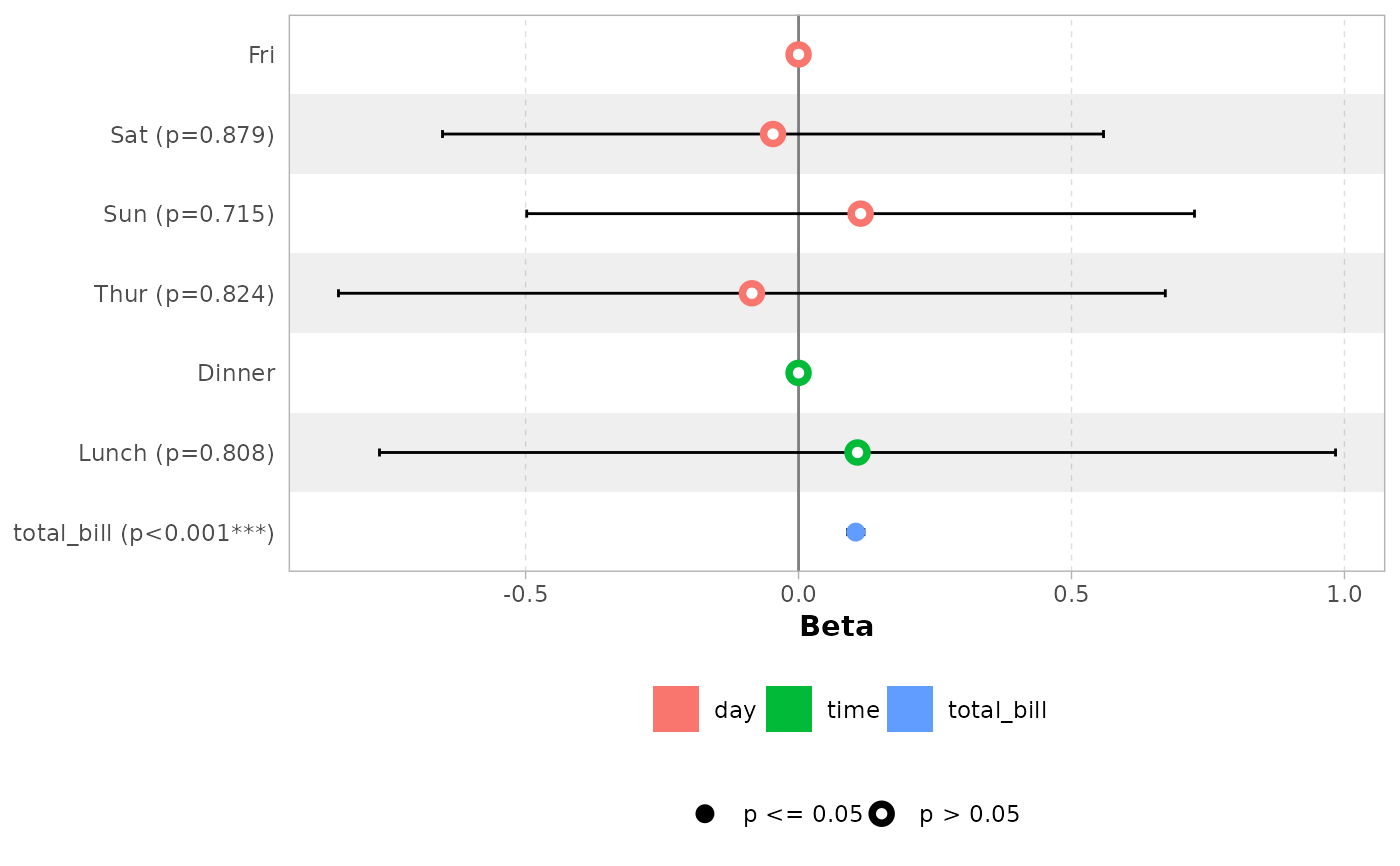 Fri
Sat (p=0.879)
Sun (p=0.715)
Thur (p=0.824)
Dinner
Lunch (p=0.808)
total_bill (p<0.001***)
-0.5 0.0 0.5 1.0
Beta
day time total_bill
p <= 0.05 p > 0.05